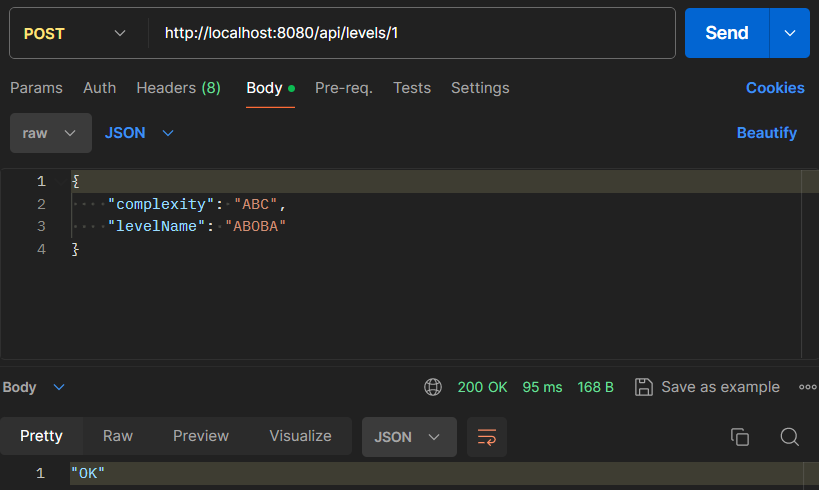 POST http://localhost:8080/api/levels/1 Send
Params Auth Headers (8) Body Pre-req. Tests Settings Cookies
raw JSON Beautify
1 {
2 "complexity": "ABC",
3 "levelName": "ABOBA"
4 }
Body 200 OK 95 ms 168 B Save as example
Pretty Raw Preview Visualize JSON
1 "OK"